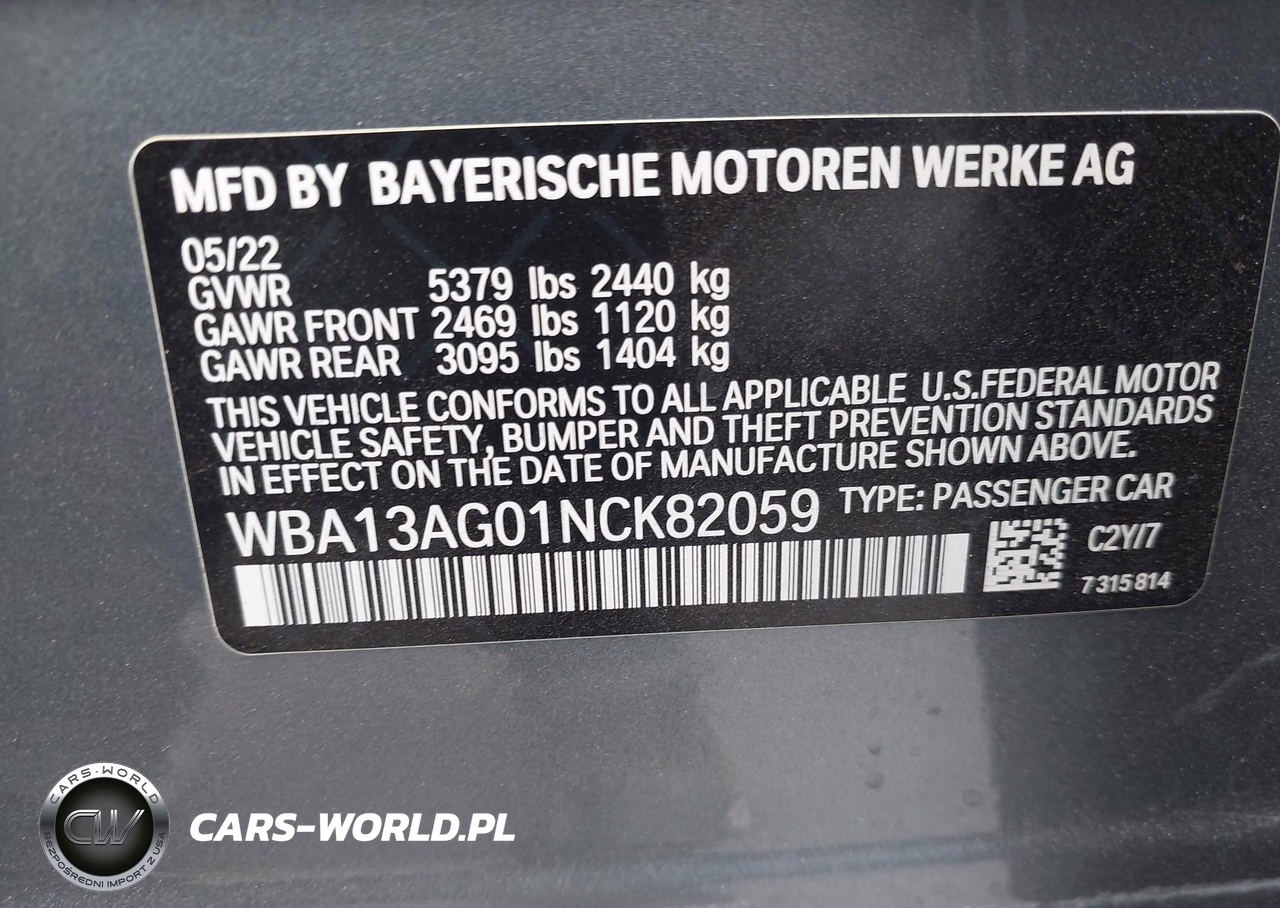 MFD BY BAYERISCHE MOTOREN WERKE AG
05/22
GVWR 5379 lbs 2440 kg
GAWR FRONT 2469 lbs 1120 kg
GAWR REAR 3095 lbs 1404 kg
THIS VEHICLE CONFORMS TO ALL APPLICABLE U.S.FEDERAL MOTOR
VEHICLE SAFETY, BUMPER AND THEFT PREVENTION STANDARDS
IN EFFECT ON THE DATE OF MANUFACTURE SHOWN ABOVE.
WBA13AG01NCK82059 TYPE: PASSENGER CAR
C2Y/7
7 315 814
CARS-WORLD
CW
BEZPOŚREDNI IMPORT Z USA
CARS-WORLD.PL